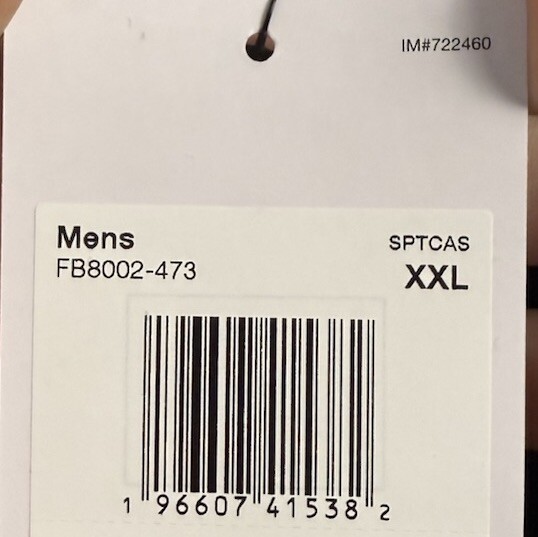 IM#722460
Mens
SPTCAS
FB8002-473
XXL
1 96607 41538 2